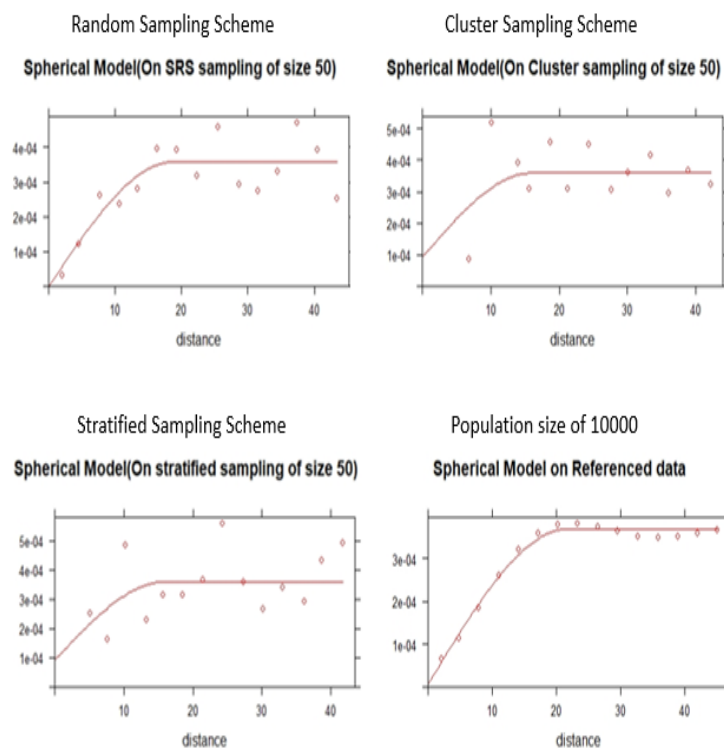 Random Sampling Scheme
Spherical Model(On SRS sampling of size 50)
4e-04
3e-04
2e-04
1e-04
10 20 30 40
distance
Cluster Sampling Scheme
Spherical Model(On Cluster sampling of size 50)
5e-04
4e-04
3e-04
2e-04
1e-04
10 20 30 40
distance
Stratified Sampling Scheme
Spherical Model(On stratified sampling of size 50)
5e-04
4e-04
3e-04
2e-04
1e-04
10 20 30 40
distance
Population size of 10000
Spherical Model on Referenced data
3e-04
2e-04
1e-04
10 20 30 40
distance